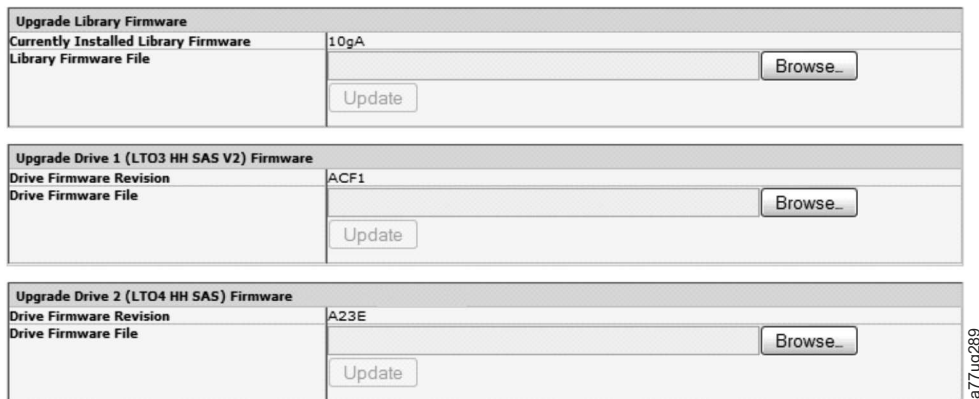 Upgrade Library Firmware
Currently Installed Library Firmware 10gA
Library Firmware File Browse...
Update
Upgrade Drive 1 (LTO3 HH SAS V2) Firmware
Drive Firmware Revision ACF1
Drive Firmware File Browse...
Update
Upgrade Drive 2 (LTO4 HH SAS) Firmware
Drive Firmware Revision A23E
Drive Firmware File Browse...
Update
a77ug289